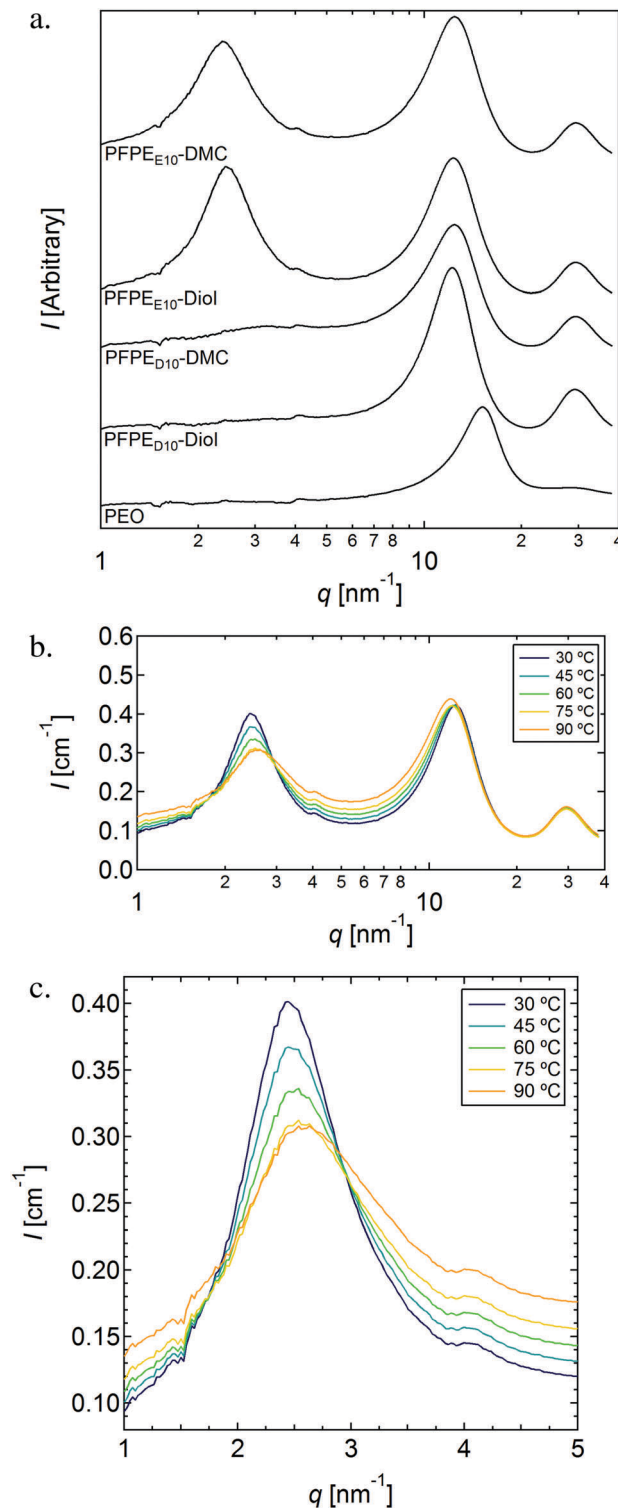 a.
I [Arbitrary]
PFPE_E10-DMC
PFPE_E10-Diol
PFPE_D10-DMC
PFPE_D10-Diol
PEO
1 2 3 4 5 6 7 8 10 2 3 4
q [nm⁻¹]
b.
I [cm⁻¹]
0.6
0.5
0.4
0.3
0.2
0.1
0.0
30 ºC
45 ºC
60 ºC
75 ºC
90 ºC
1 2 3 4 5 6 7 8 10 2 3 4
q [nm⁻¹]
c.
I [cm⁻¹]
0.40
0.35
0.30
0.25
0.20
0.15
0.10
30 ºC
45 ºC
60 ºC
75 ºC
90 ºC
1 2 3 4 5
q [nm⁻¹]